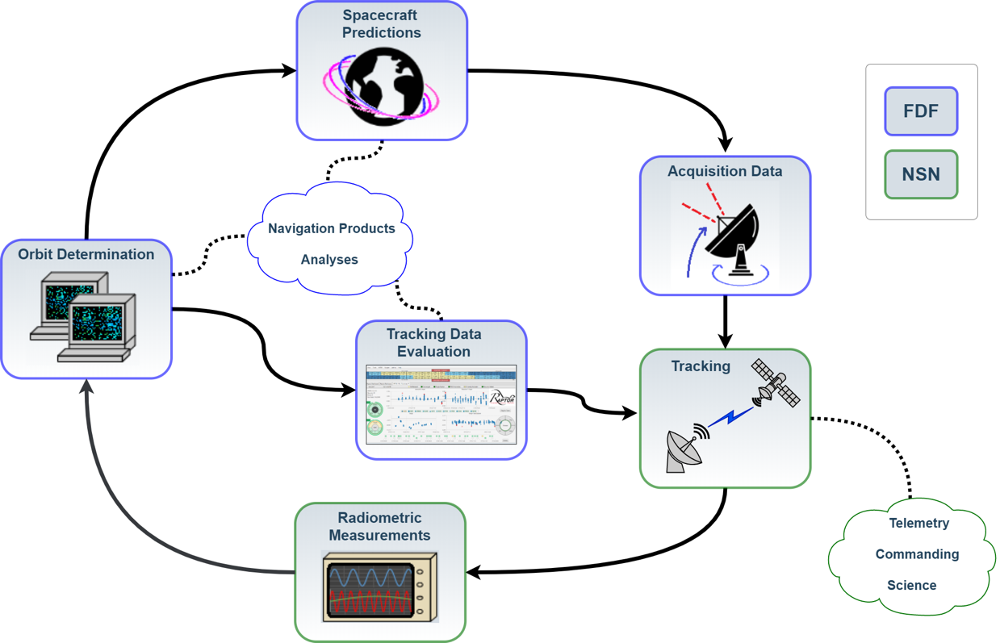 Spacecraft
Predictions
FDF
NSN
Acquisition Data
Navigation Products
Analyses
Orbit Determination
Tracking Data
Evaluation
RAPTOR
Tracking
Radiometric
Measurements
Telemetry
Commanding
Science